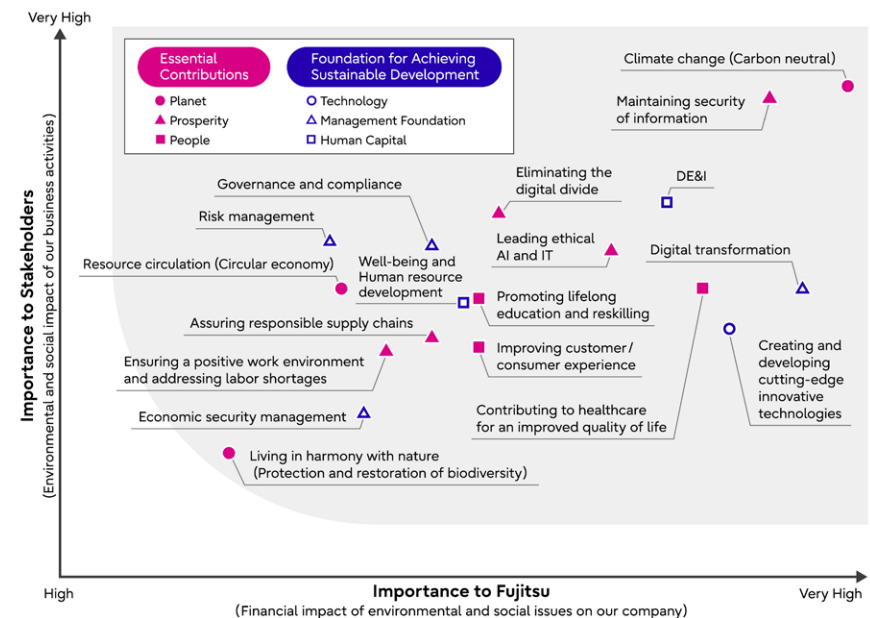 Very High
Essential
Contributions
Planet
Prosperity
People
Foundation for Achieving
Sustainable Development
Technology
Management Foundation
Human Capital
Climate change (Carbon neutral)
Maintaining security
of information
Eliminating the
digital divide
DE&I
Governance and compliance
Risk management
Leading ethical
AI and IT
Digital transformation
Resource circulation (Circular economy)
Well-being and
Human resource
development
Promoting lifelong
education and reskilling
Assuring responsible supply chains
Improving customer/
consumer experience
Creating and
developing
cutting-edge
innovative
technologies
Ensuring a positive work environment
and addressing labor shortages
Contributing to healthcare
for an improved quality of life
Economic security management
Living in harmony with nature
(Protection and restoration of biodiversity)
Importance to Stakeholders
(Environmental and social impact of our business activities)
High
Importance to Fujitsu
Very High
(Financial impact of environmental and social issues on our company)